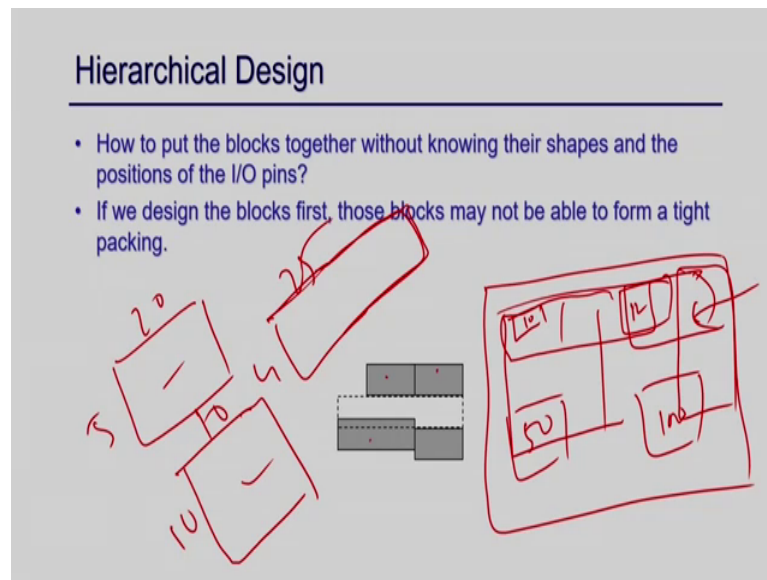 Hierarchical Design
• How to put the blocks together without knowing their shapes and the
positions of the I/O pins?
• If we design the blocks first, those blocks may not be able to form a tight
packing.
25
20
5
4
10
10
10
12
50
100